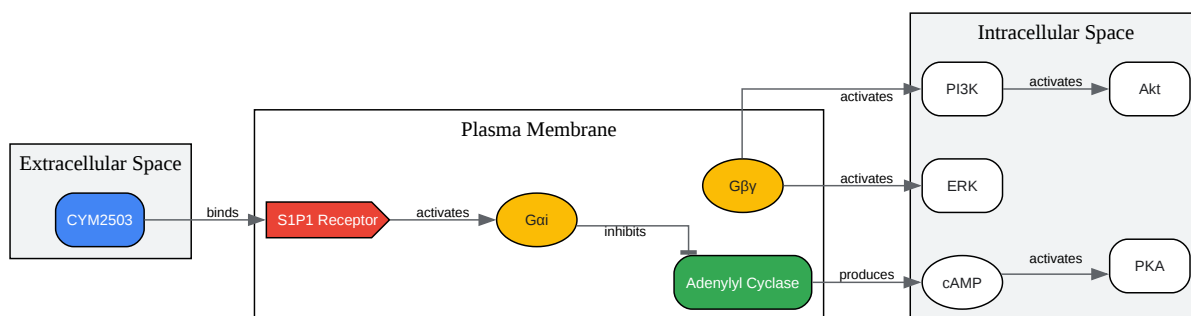 Intracellular Space
activates
PI3K
activates
Akt
Plasma Membrane
Extracellular Space
Gβγ
activates
ERK
CYM2503
binds
S1P1 Receptor
activates
Gαi
inhibits
Adenylyl Cyclase
produces
cAMP
activates
PKA